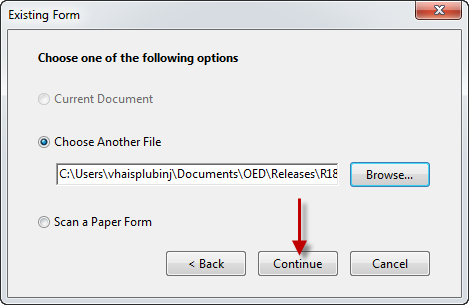 Existing Form
Choose one of the following options
Current Document
Choose Another File
C:\Users\vhaisplubinj\Documents\OED\Releases\R18
Browse...
Scan a Paper Form
< Back
Continue
Cancel